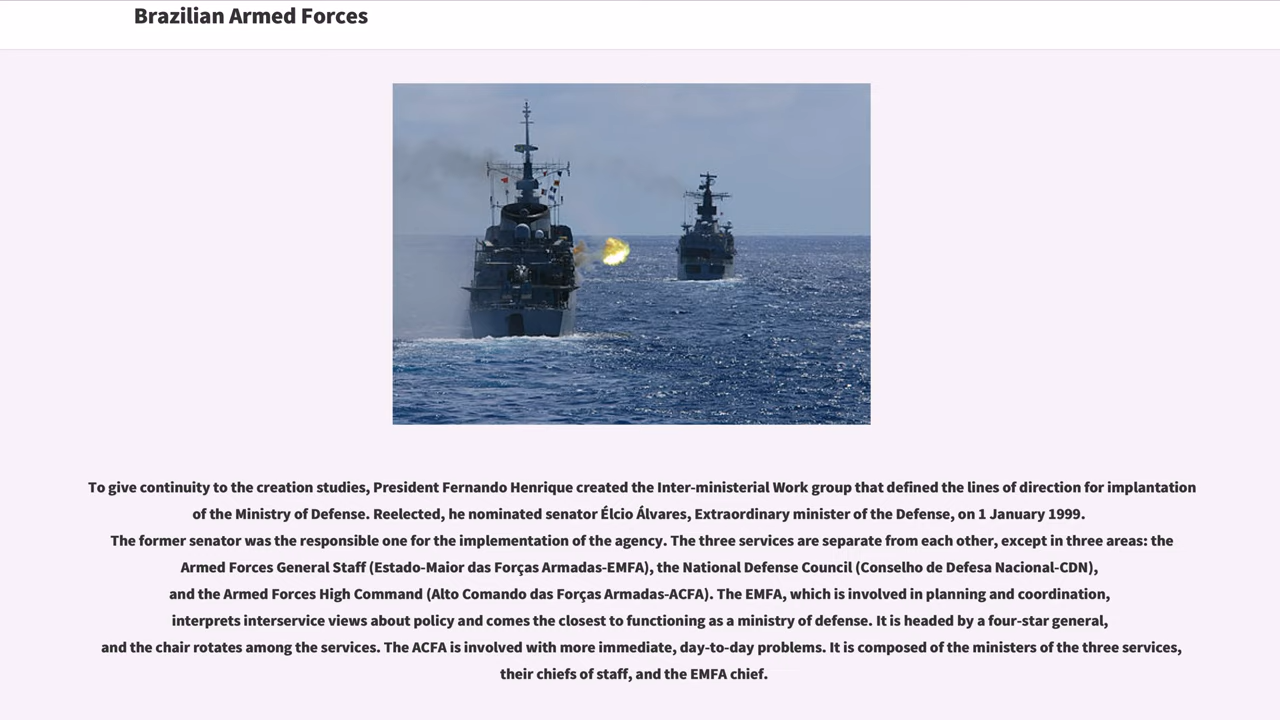 Brazilian Armed Forces
To give continuity to the creation studies, President Fernando Henrique created the Inter-ministerial Work group that defined the lines of direction for implantation
of the Ministry of Defense. Reelected, he nominated senator Élcio Álvares, Extraordinary minister of the Defense, on 1 January 1999.
The former senator was the responsible one for the implementation of the agency. The three services are separate from each other, except in three areas: the
Armed Forces General Staff (Estado-Maior das Forças Armadas-EMFA), the National Defense Council (Conselho de Defesa Nacional-CDN),
and the Armed Forces High Command (Alto Comando das Forças Armadas-ACFA). The EMFA, which is involved in planning and coordination,
interprets interservice views about policy and comes the closest to functioning as a ministry of defense. It is headed by a four-star general,
and the chair rotates among the services. The ACFA is involved with more immediate, day-to-day problems. It is composed of the ministers of the three services,
their chiefs of staff, and the EMFA chief.